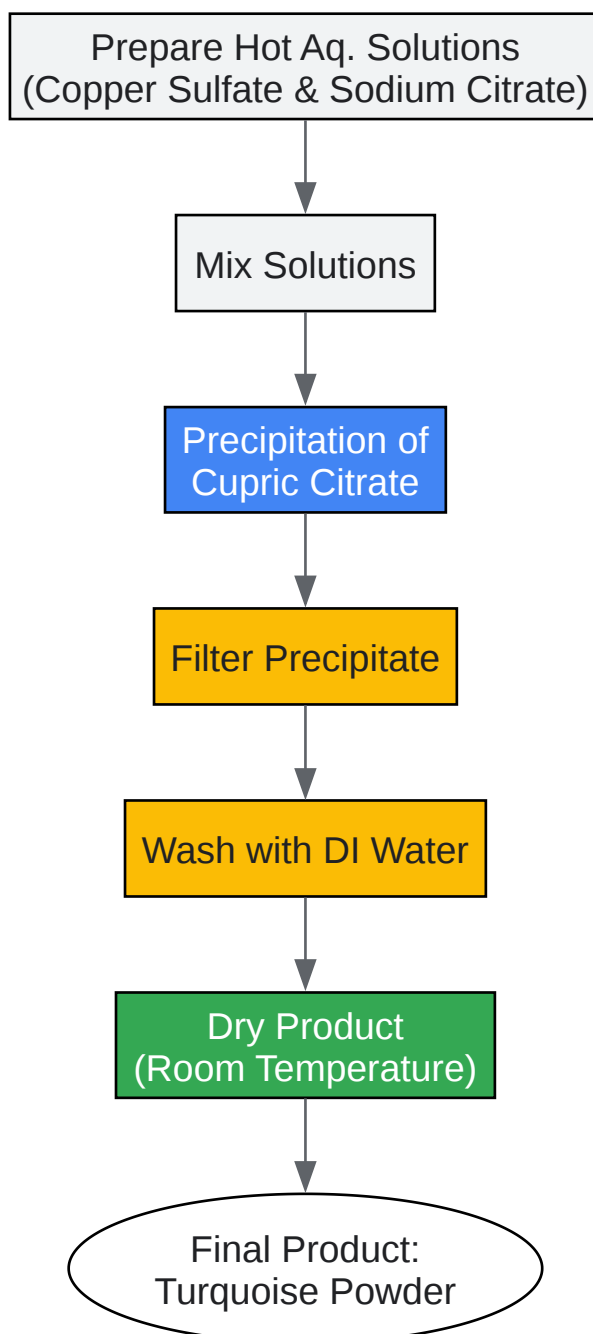 Prepare Hot Aq. Solutions
(Copper Sulfate & Sodium Citrate)
Mix Solutions
Precipitation of
Cupric Citrate
Filter Precipitate
Wash with DI Water
Dry Product
(Room Temperature)
Final Product:
Turquoise Powder